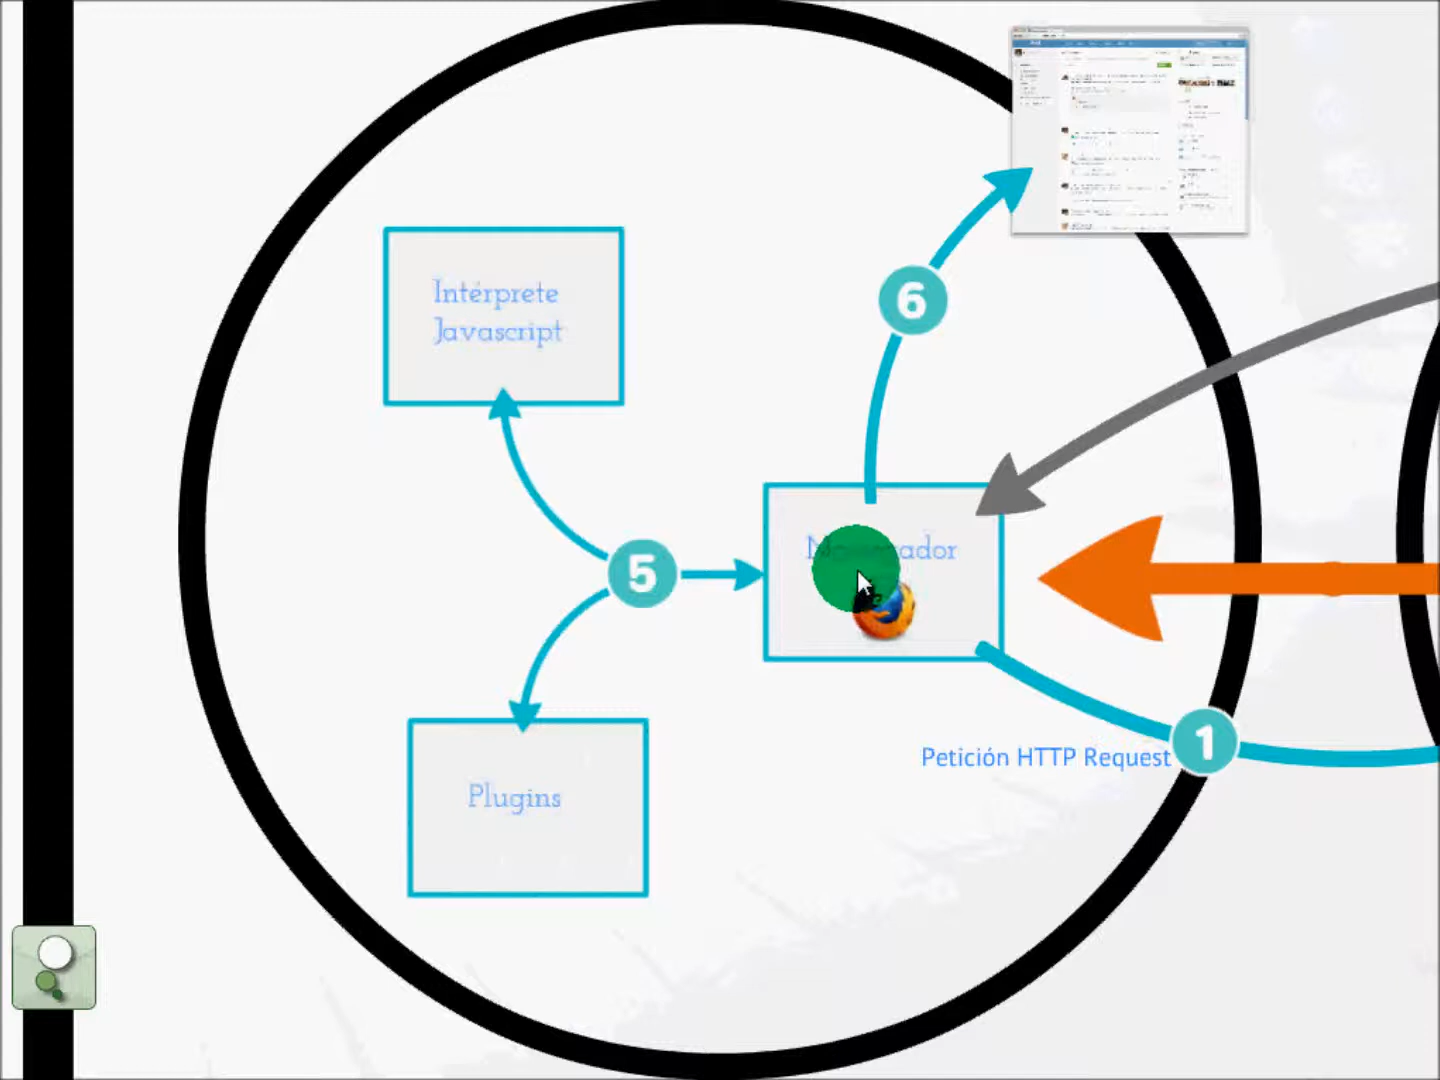 Intérprete
Javascript
6
5
1
Petición HTTP Request
Plugins